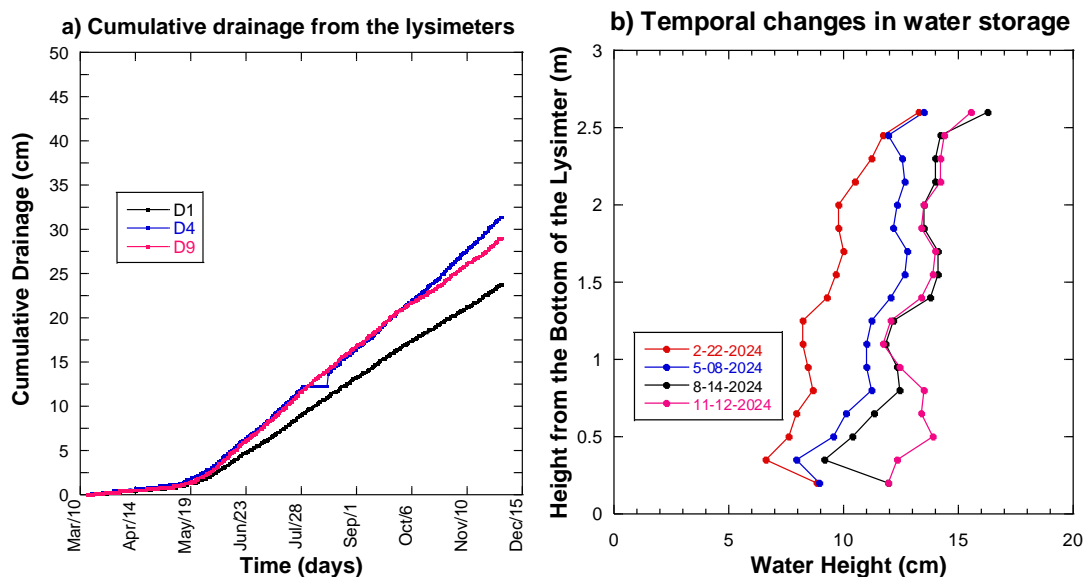 a) Cumulative drainage from the lysimeters
Cumulative Drainage (cm)
50
45
40
35
30
25
20
15
10
5
0
D1
D4
D9
Mar/10
Apr/14
May/19
Jun/23
Jul/28
Sep/1
Oct/6
Nov/10
Dec/15
Time (days)
b) Temporal changes in water storage
Height from the Bottom of the Lysimter (m)
3
2.5
2
1.5
1
0.5
0
2-22-2024
5-08-2024
8-14-2024
11-12-2024
0
5
10
15
20
Water Height (cm)